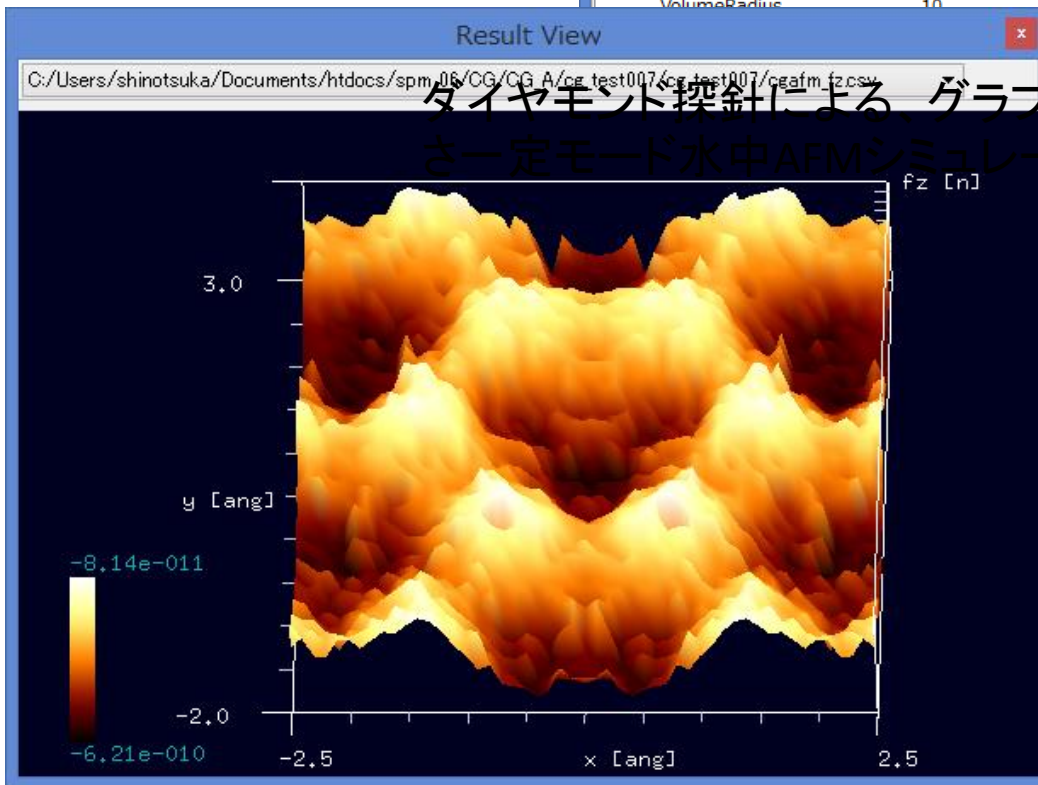 VolumeRadius 10
Result View
x
C:/Users/shinotsuka/Documents/htdocs/spm_06/CG/CG_A/cg_test007/cg_test007/cgafm_fz.csv
ダイヤモンド探針による、グラフ
さ一定モード水中AFMシミュレー
fz [n]
3.0
y [ang]
-8.14e-011
-2.0
-6.21e-010
-2.5
x [ang]
2.5